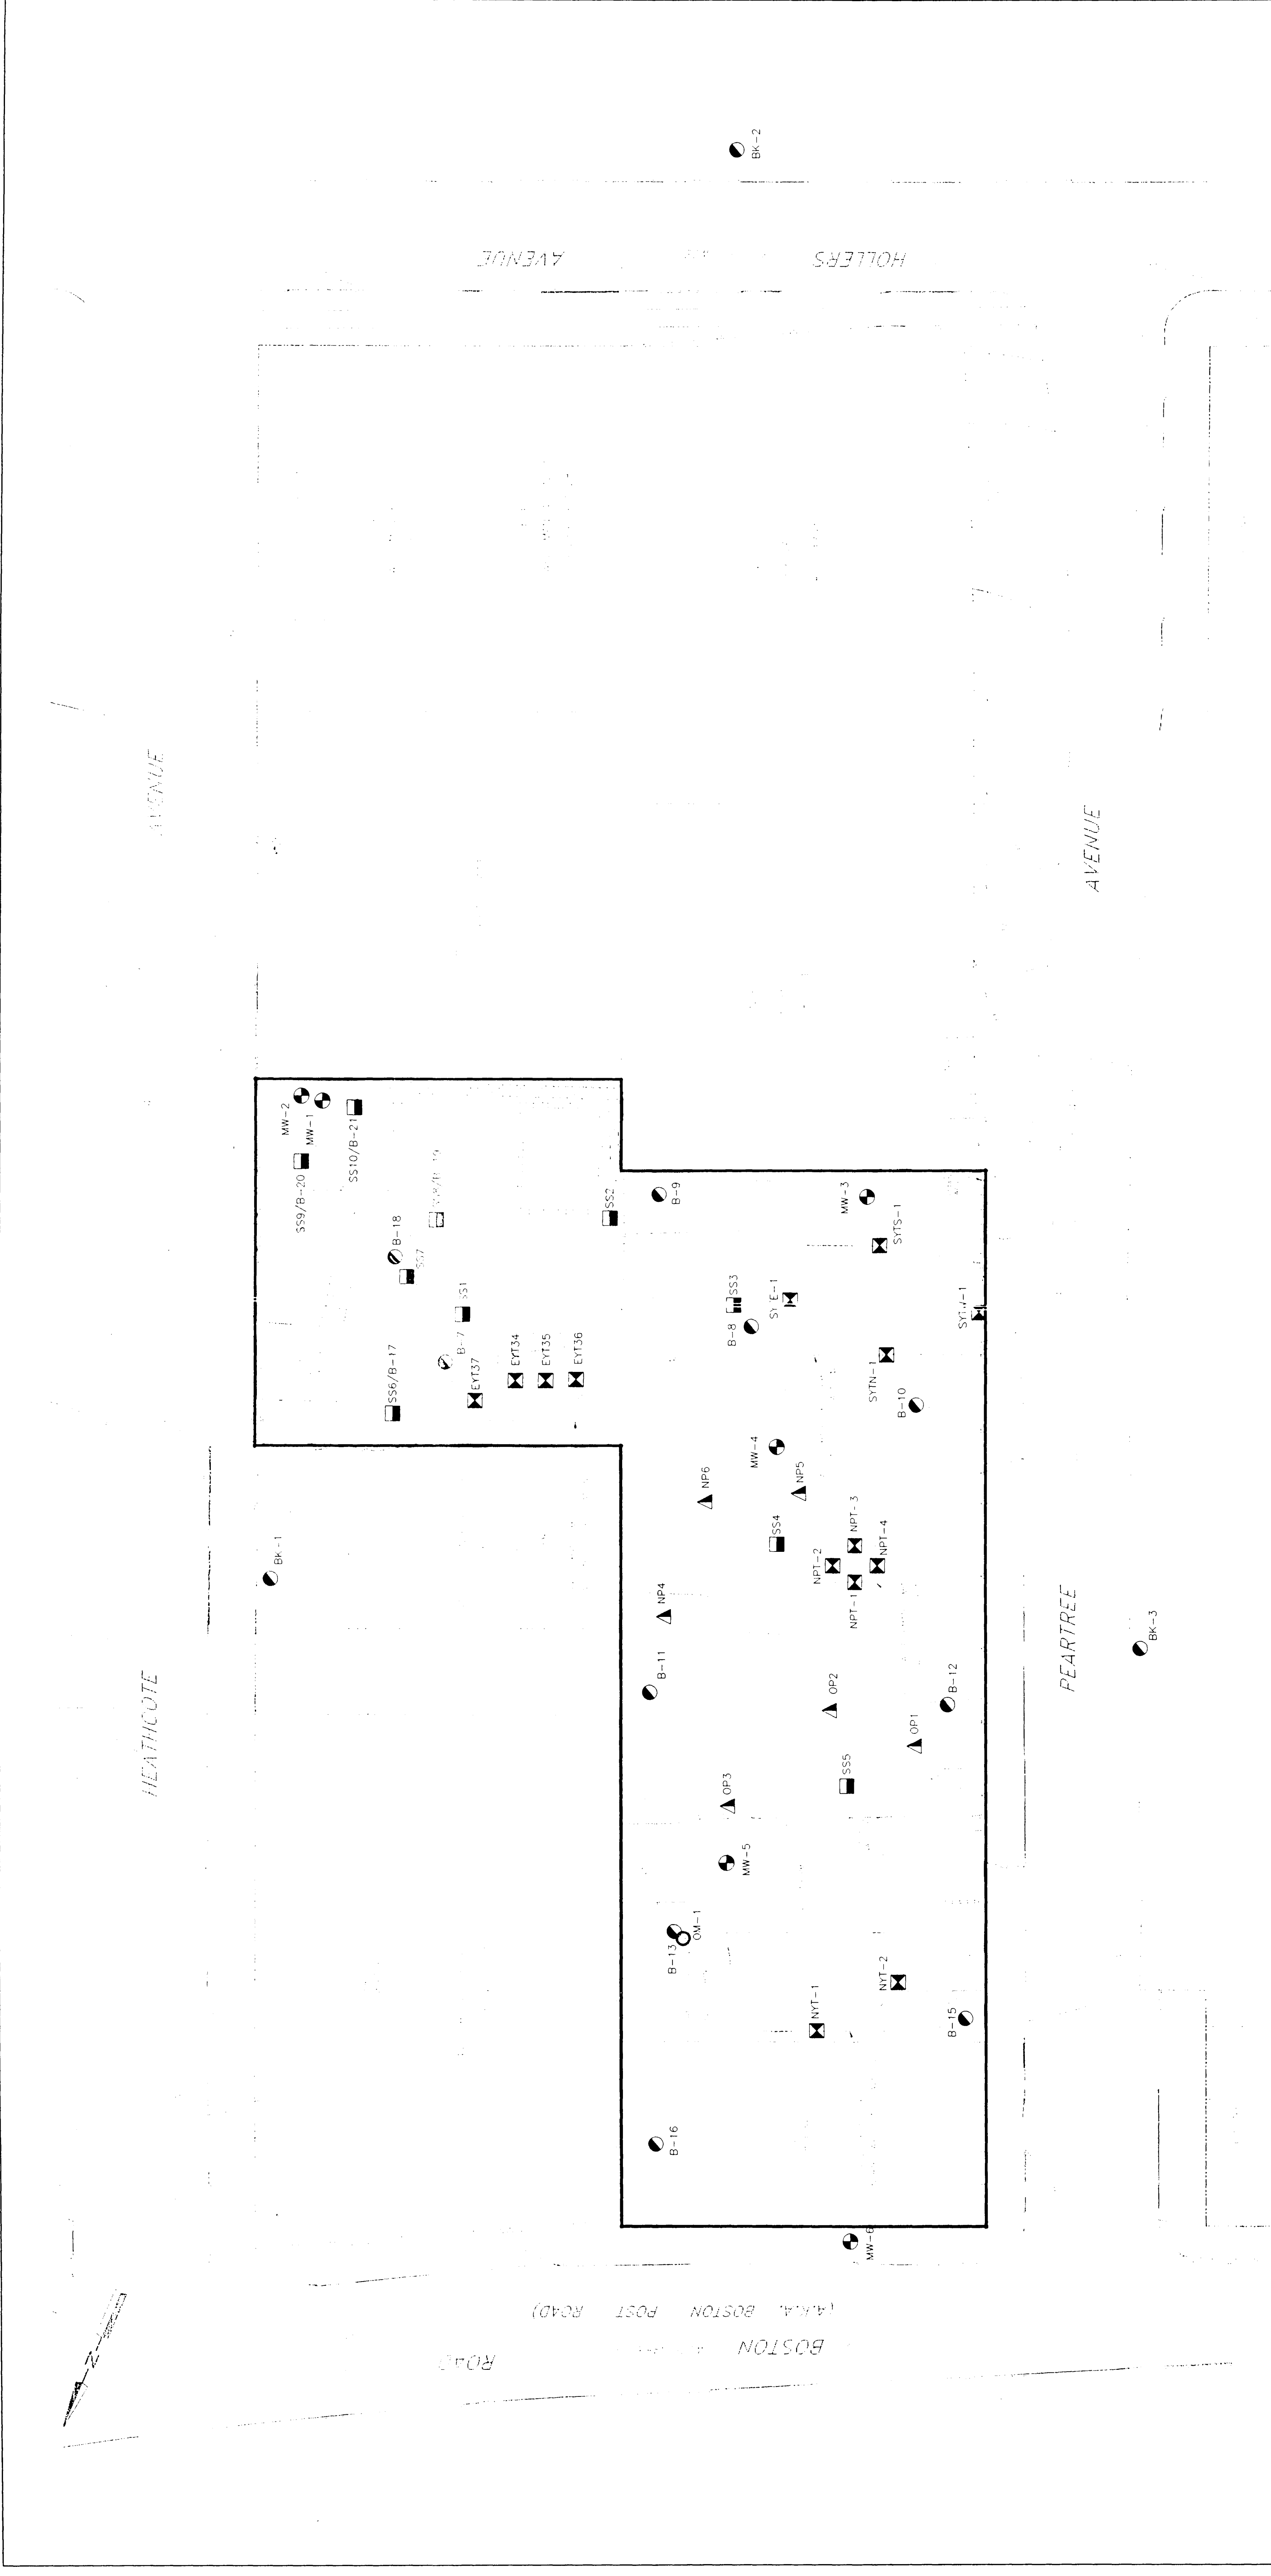 BK-2
HOLLERS AVENUE
AVENUE
AVENUE
MW-2
MW-1
SS10/B-21
SS9/B-20
SS2
B-9
MW-3
SYTS-1
B-18
SS7
SS1
SS3
B-8
B-7
SS6/B-17
EYT37
EYT34
EYT35
EYT36
SYTN-1
B-10
MW-4
NP6
NP5
SS4
NPT-2
NPT-3
NPT-1
NPT-4
BK-1
NP4
B-11
OP2
B-12
OP1
SS5
OP3
MW-5
B-13
OM-1
NYT-2
NYT-1
B-15
B-16
MW-6
HEATHCOTE
PEARTREE
BK-3
(A.K.A. BOSTON POST ROAD)
BOSTON ROAD
N